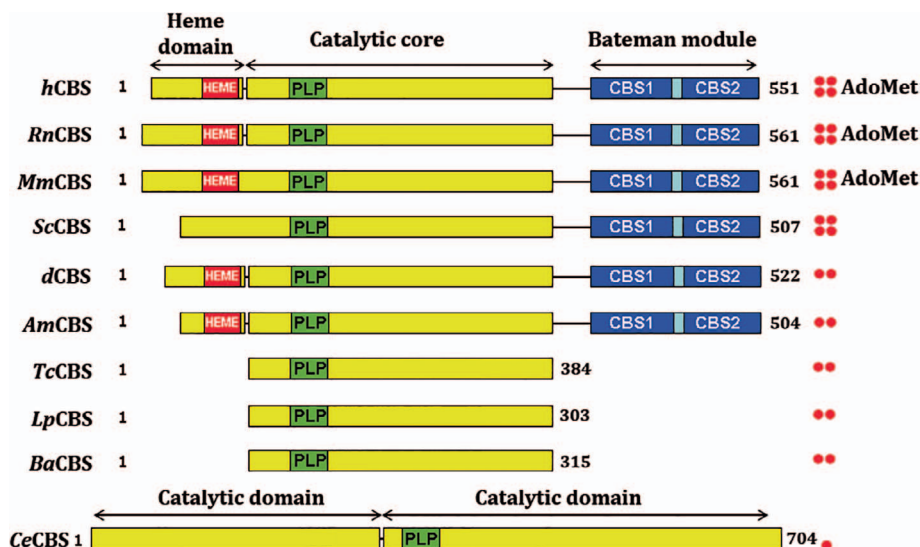 Heme domain Catalytic core Bateman module
hCBS 1 HEME PLP CBS1 CBS2 551 AdoMet
RnCBS 1 HEME PLP CBS1 CBS2 561 AdoMet
MmCBS 1 HEME PLP CBS1 CBS2 561 AdoMet
ScCBS 1 PLP CBS1 CBS2 507
dCBS 1 HEME PLP CBS1 CBS2 522
AmCBS 1 HEME PLP CBS1 CBS2 504
TcCBS 1 PLP 384
LpCBS 1 PLP 303
BaCBS 1 PLP 315
Catalytic domain Catalytic domain
CeCBS 1 PLP 704